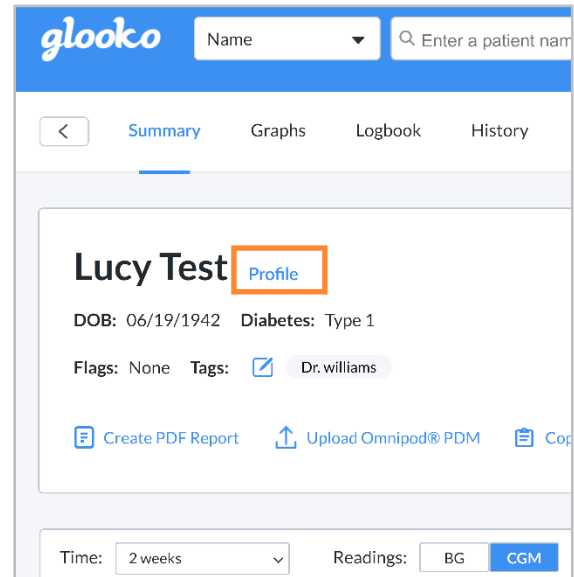 glooko Name Enter a patient nam
Summary Graphs Logbook History
Lucy Test Profile
DOB: 06/19/1942 Diabetes: Type 1
Flags: None Tags: Dr. williams
Create PDF Report Upload Omnipod® PDM Cop
Time: 2 weeks Readings: BG CGM